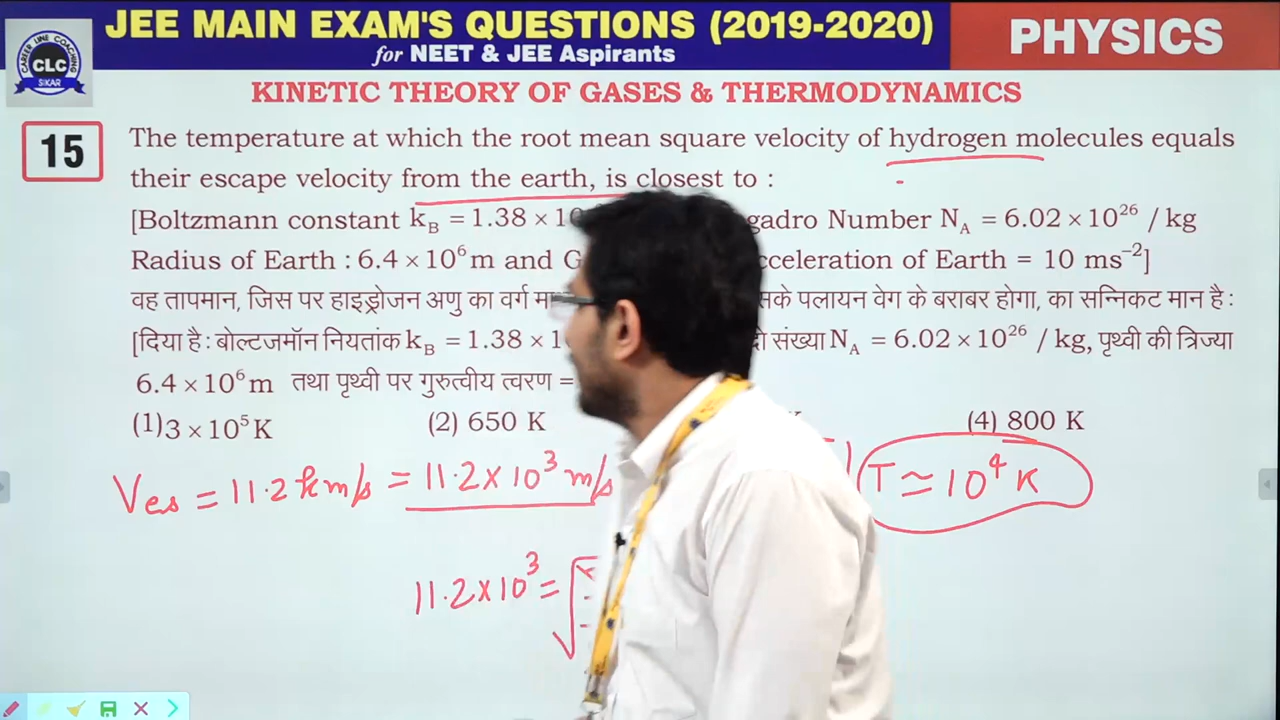 JEE MAIN EXAM'S QUESTIONS (2019-2020)
for NEET & JEE Aspirants
PHYSICS
CAREER LINE COACHING
CLC
SIKAR
KINETIC THEORY OF GASES & THERMODYNAMICS
15
The temperature at which the root mean square velocity of hydrogen molecules equals
their escape velocity from the earth, is closest to :
[Boltzmann constant k_B = 1.38 × 10 gadro Number N_A = 6.02 × 10^26 / kg
Radius of Earth : 6.4 × 10^6 m and G cceleration of Earth = 10 ms^-2]
वह तापमान, जिस पर हाइड्रोजन अणु का वर्ग मा सके पलायन वेग के बराबर होगा, का सन्निकट मान है :
[दिया है : बोल्टजमॉन नियतांक k_B = 1.38 × 1 दो संख्या N_A = 6.02 × 10^26 / kg, पृथ्वी की त्रिज्या
6.4 × 10^6 m तथा पृथ्वी पर गुरुत्वीय त्वरण =
(1) 3 × 10^5 K (2) 650 K K (4) 800 K
Ves = 11.2 km/s = 11.2 × 10^3 m/s T ≃ 10^4 K
11.2 × 10^3 = √